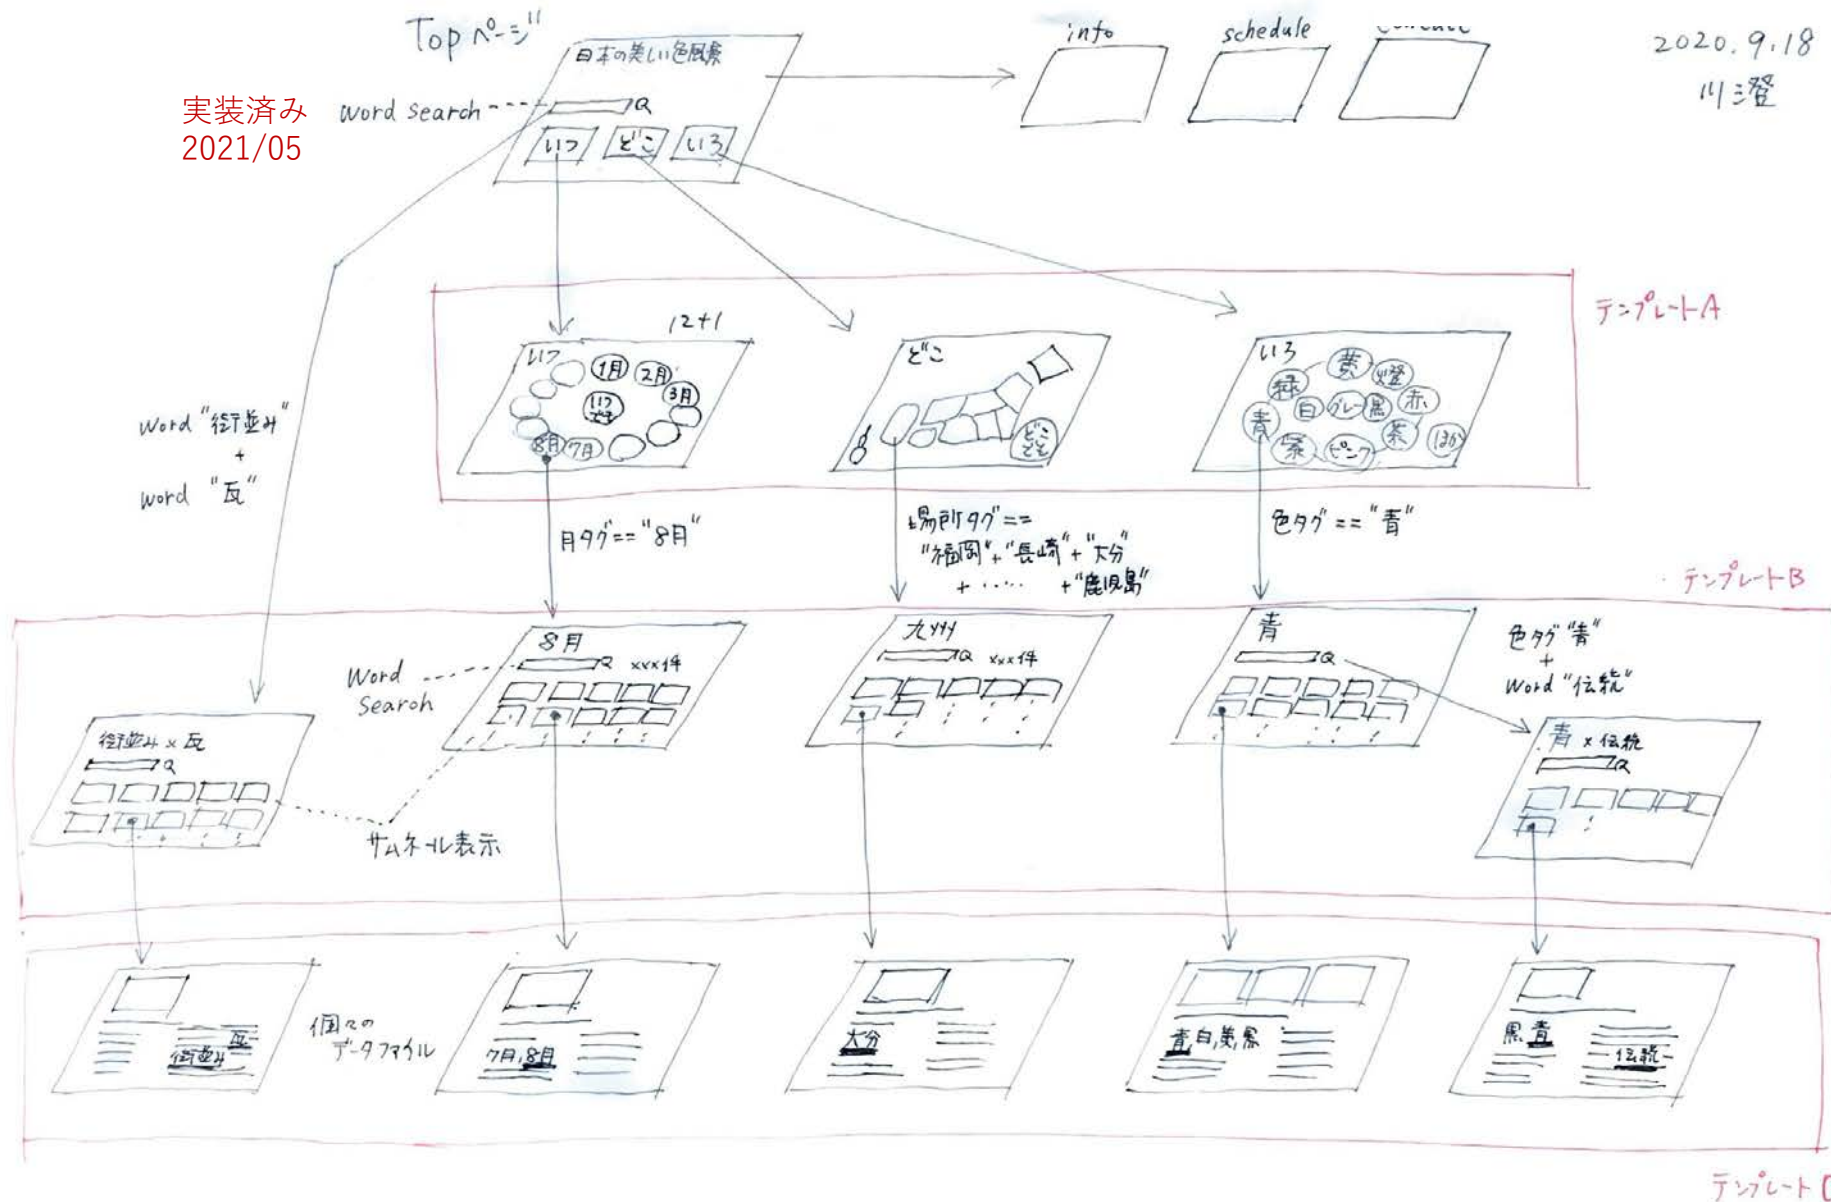 Topページ
日本の美しい色風景
info
schedule
2020.9.18
川澄
実装済み
2021/05
word search
いつ
どこ
いろ
テンプレートA
12+1
いつ
1月
2月
3月
いつでも
8月
7月
どこ
どこでも
いろ
黄
橙
緑
白
グレー
黒
赤
青
茶
紫
ピンク
ほか
word "街並み"
+
word "瓦"
月タグ=="8月"
場所タグ==
"福岡"+"長崎"+"大分"
+ ‥‥‥ +"鹿児島"
色タグ=="青"
テンプレートB
8月
xxx件
Word
Search
九州
xxx件
青
色タグ"青"
+
Word "伝統"
街並み x 瓦
青 x 伝統
サムネール表示
個々の
データファイル
瓦
街並み
7月,8月
大分
青,白,黄,黒
黒 青
伝統
テンプレート